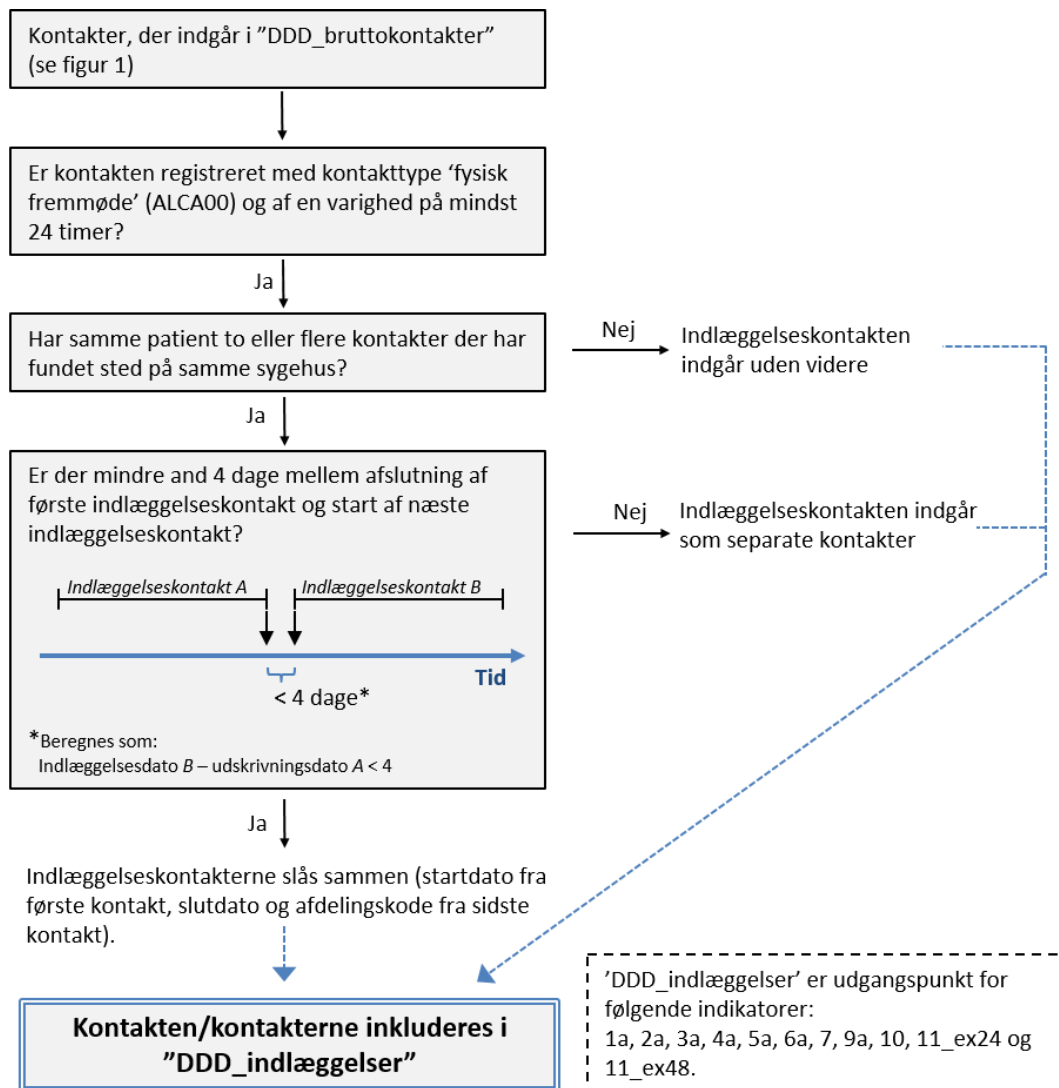 Kontakter, der indgår i ”DDD_bruttokontakter”
(se figur 1)
Er kontakten registreret med kontakttype ‘fysisk
fremmøde’ (ALCA00) og af en varighed på mindst
24 timer?
Ja
Har samme patient to eller flere kontakter der har
fundet sted på samme sygehus?
Nej
Indlæggelseskontakten
indgår uden videre
Ja
Er der mindre and 4 dage mellem afslutning af
første indlæggelseskontakt og start af næste
indlæggelseskontakt?
Nej
Indlæggelseskontakten indgår
som separate kontakter
Indlæggelseskontakt A
Indlæggelseskontakt B
Tid
< 4 dage*
*Beregnes som:
Indlæggelsesdato B – udskrivningsdato A < 4
Ja
Indlæggelseskontakterne slås sammen (startdato fra
første kontakt, slutdato og afdelingskode fra sidste
kontakt).
Kontakten/kontakterne inkluderes i
”DDD_indlæggelser”
’DDD_indlæggelser’ er udgangspunkt for
følgende indikatorer:
1a, 2a, 3a, 4a, 5a, 6a, 7, 9a, 10, 11_ex24 og
11_ex48.